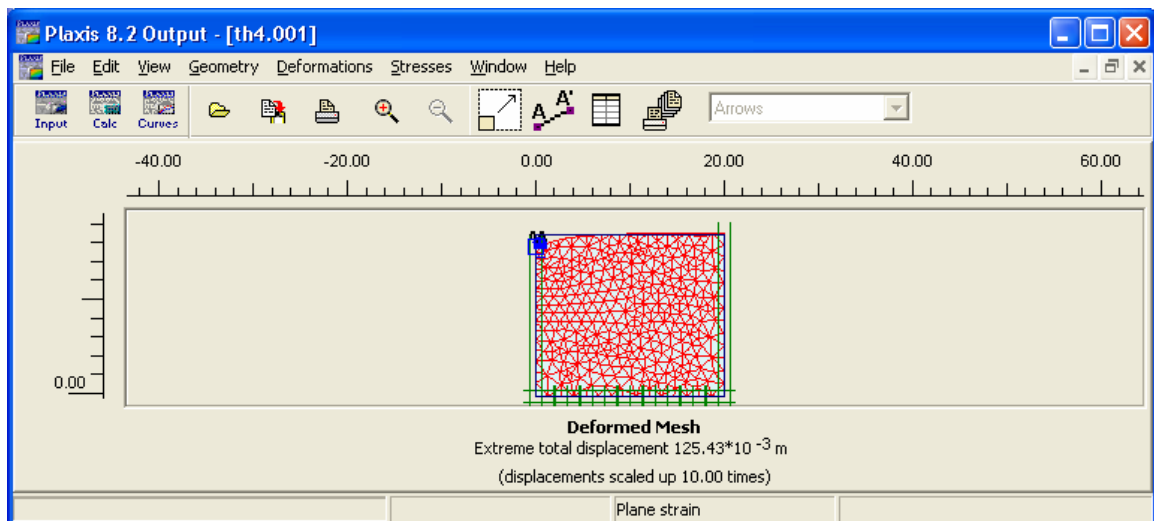 Plaxis 8.2 Output - [th4.001]
File Edit View Geometry Deformations Stresses Window Help
Input Calc Curves A A' Arrows
-40.00 -20.00 0.00 20.00 40.00 60.00
0.00
Deformed Mesh
Extreme total displacement 125.43*10 -3 m
(displacements scaled up 10.00 times)
Plane strain